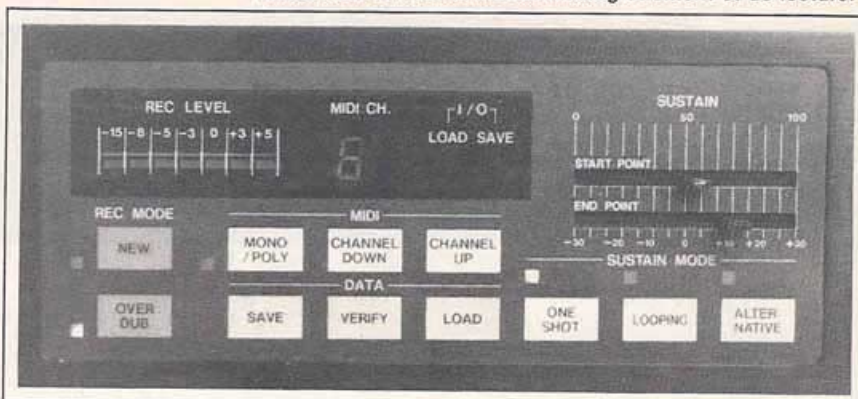 REC LEVEL
-15 -8 -5 -3 0 +3 +5
MIDI CH.
6
I/O
LOAD SAVE
SUSTAIN
0 50 100
START POINT
END POINT
-30 -20 -10 0 +10 +20 +30
REC MODE
NEW
OVER
DUB
MIDI
MONO
/POLY
CHANNEL
DOWN
CHANNEL
UP
DATA
SAVE
VERIFY
LOAD
SUSTAIN MODE
ONE
SHOT
LOOPING
ALTER
NATIVE